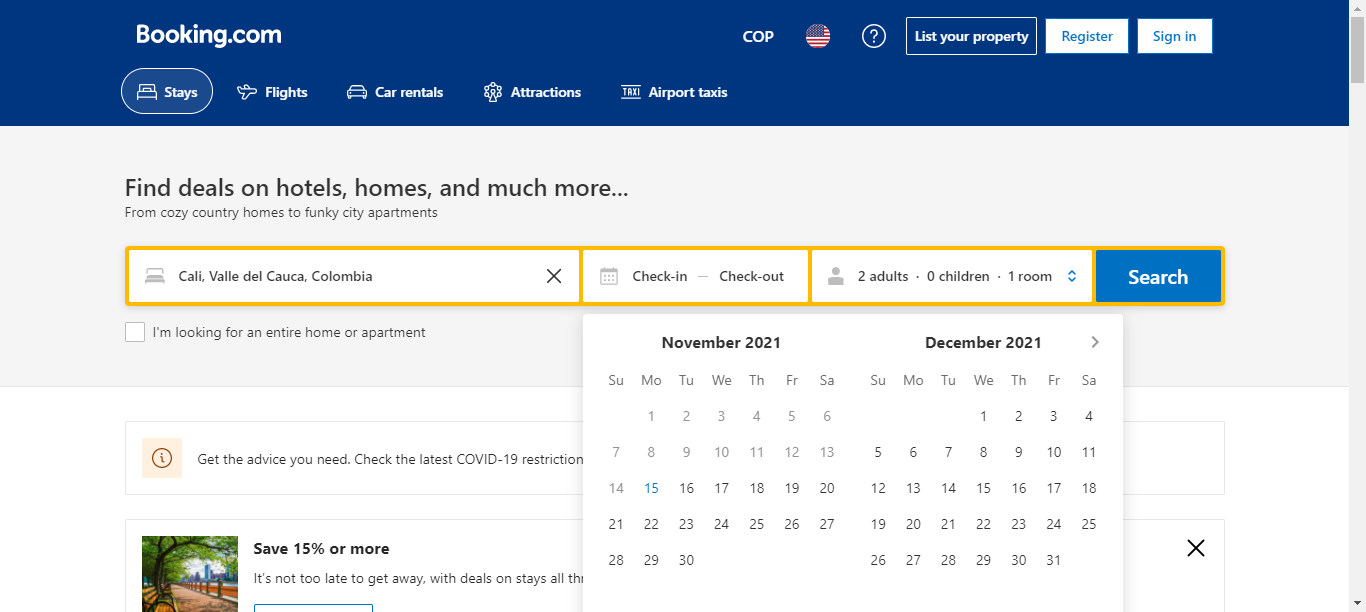 Booking.com
COP
?
List your property
Register
Sign in
Stays
Flights
Car rentals
Attractions
TAXI Airport taxis
Find deals on hotels, homes, and much more...
From cozy country homes to funky city apartments
Cali, Valle del Cauca, Colombia
Check-in — Check-out
2 adults · 0 children · 1 room
Search
I'm looking for an entire home or apartment
November 2021
Su Mo Tu We Th Fr Sa
1 2 3 4 5 6
7 8 9 10 11 12 13
14 15 16 17 18 19 20
21 22 23 24 25 26 27
28 29 30
December 2021
Su Mo Tu We Th Fr Sa
1 2 3 4
5 6 7 8 9 10 11
12 13 14 15 16 17 18
19 20 21 22 23 24 25
26 27 28 29 30 31
Get the advice you need. Check the latest COVID-19 restriction
Save 15% or more
It's not too late to get away, with deals on stays all